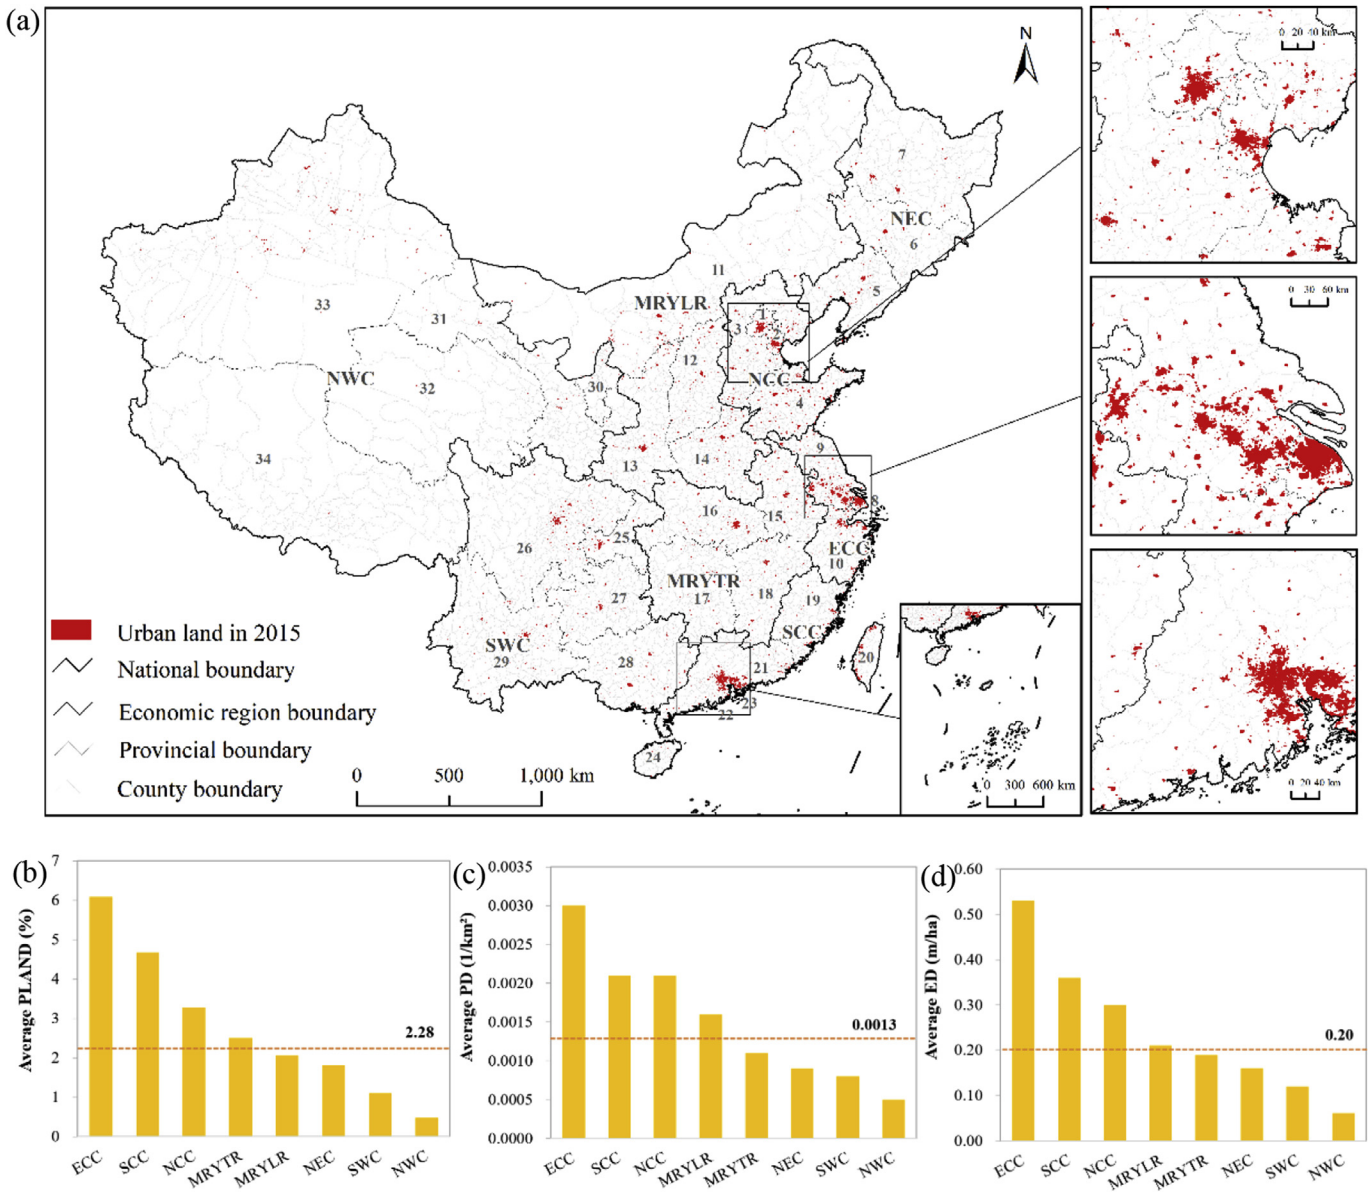 (a)
N
0 20 40 km
7
NEC
6
11
5
MRYLR
33
31
1
3
2
12
NWC
32
30
NCC
4
0 30 60 km
34
13
14
9
16
15
8
26
25
ECC
10
MRYTR
27
17
18
19
Urban land in 2015
SWC
SCC
National boundary
29
28
21
20
Economic region boundary
22
23
Provincial boundary
24
County boundary
0 500 1,000 km
0 300 600 km
0 20 40 km
(b)
Average PLAND (%)
7
6
5
4
3
2
1
0
2.28
ECC SCC NCC MRYTR MRYLR NEC SWC NWC
(c)
Average PD (1/km²)
0.0035
0.0030
0.0025
0.0020
0.0015
0.0010
0.0005
0.0000
0.0013
ECC SCC NCC MRYLR MRYTR NEC SWC NWC
(d)
Average ED (m/ha)
0.60
0.50
0.40
0.30
0.20
0.10
0.00
0.20
ECC SCC NCC MRYLR MRYTR NEC SWC NWC